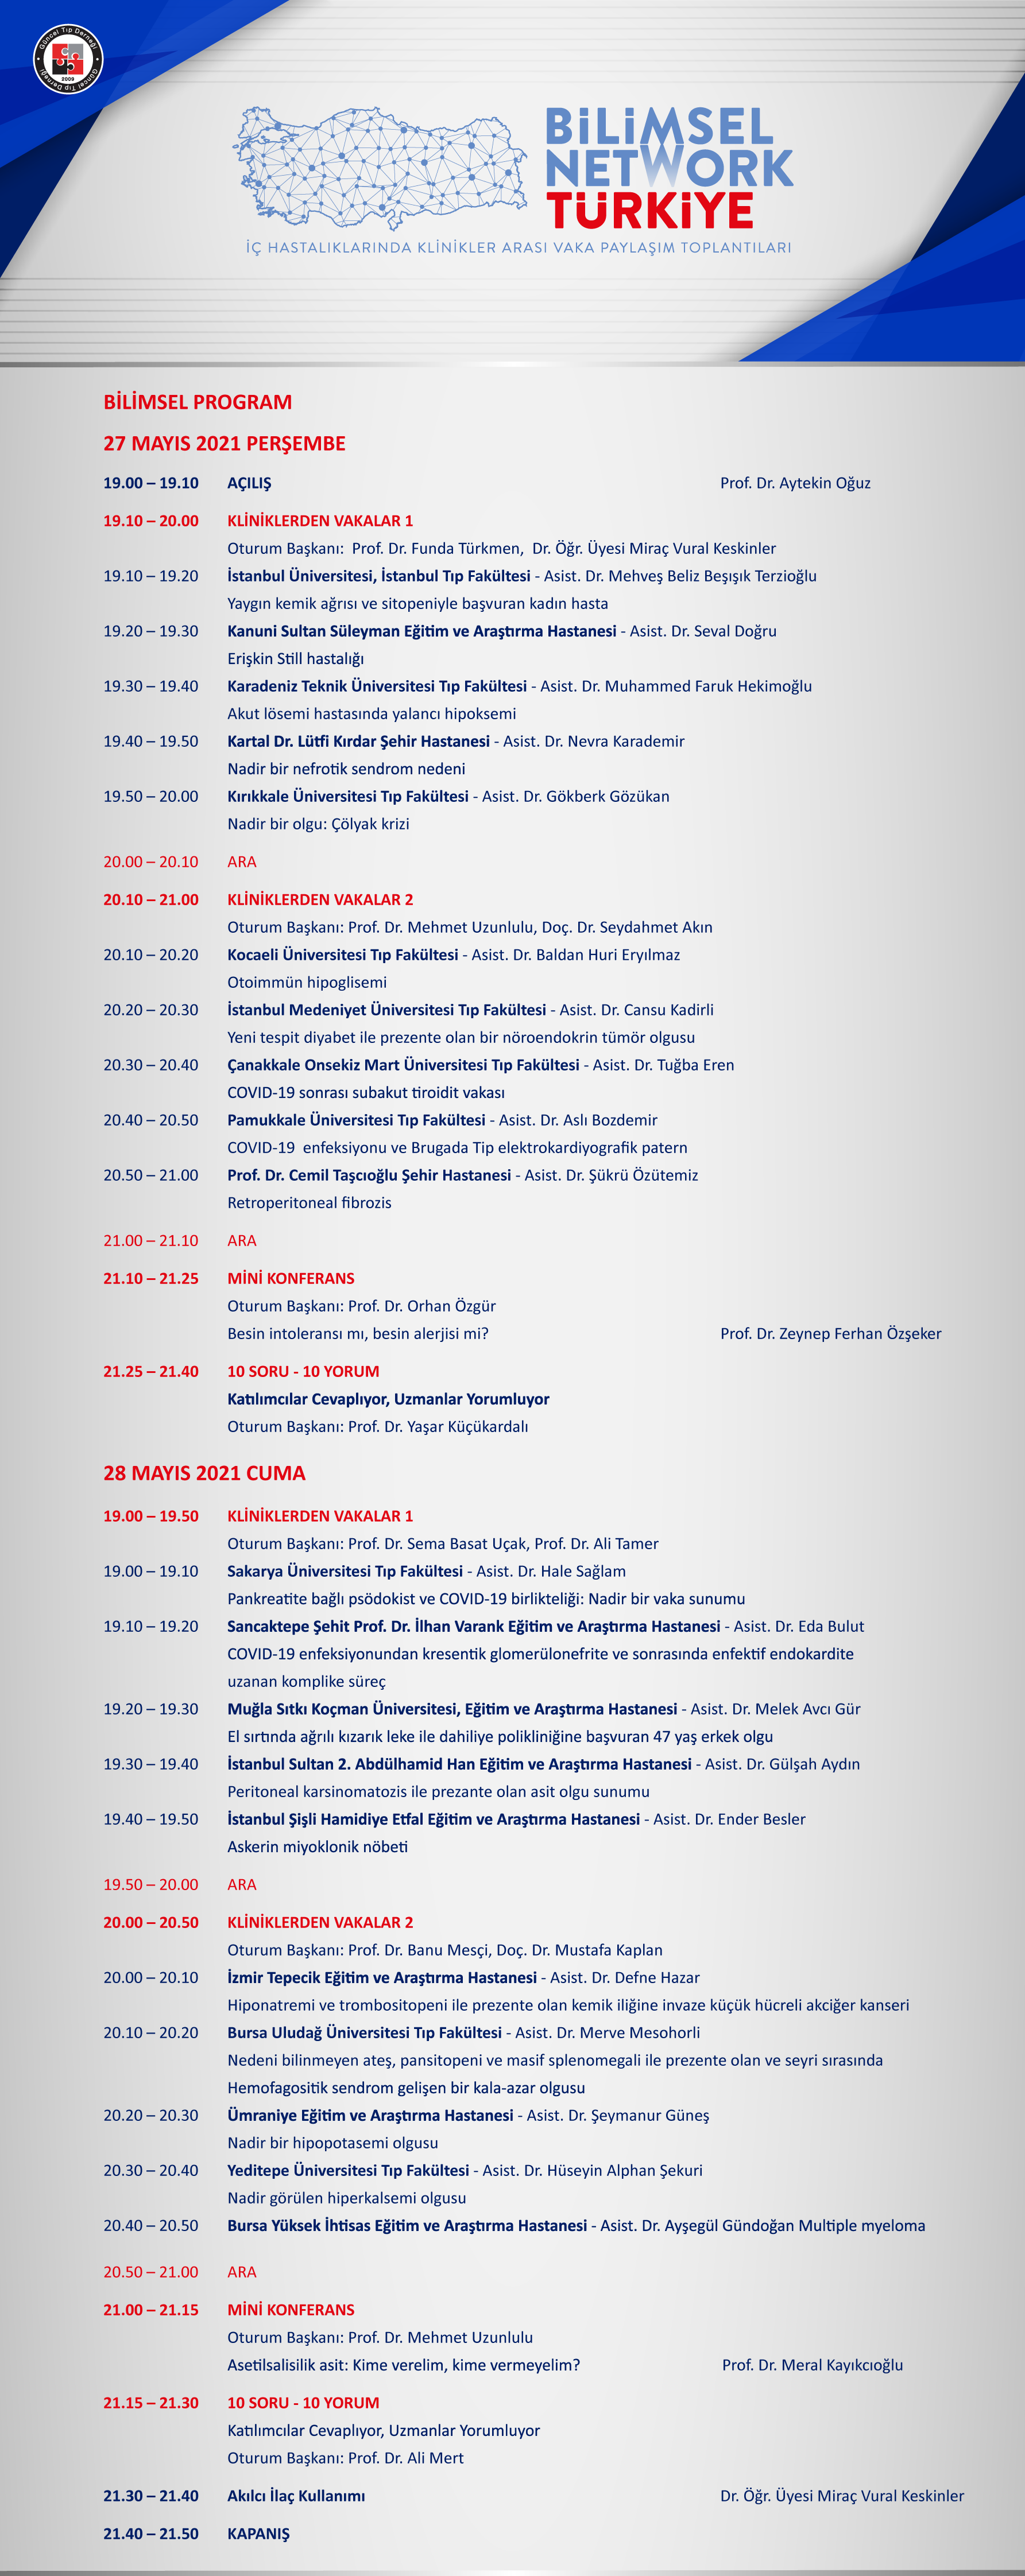 Güncel Tıp Derneği
Güncel Tıp Derneği
2009
BiLiMSEL
NETWORK
TÜRKiYE
İÇ HASTALIKLARINDA KLİNİKLER ARASI VAKA PAYLAŞIM TOPLANTILARI
BİLİMSEL PROGRAM
27 MAYIS 2021 PERŞEMBE
19.00 – 19.10 AÇILIŞ Prof. Dr. Aytekin Oğuz
19.10 – 20.00 KLİNİKLERDEN VAKALAR 1
Oturum Başkanı: Prof. Dr. Funda Türkmen, Dr. Öğr. Üyesi Miraç Vural Keskinler
19.10 – 19.20 İstanbul Üniversitesi, İstanbul Tıp Fakültesi - Asist. Dr. Mehveş Beliz Beşışık Terzioğlu
Yaygın kemik ağrısı ve sitopeniyle başvuran kadın hasta
19.20 – 19.30 Kanuni Sultan Süleyman Eğitim ve Araştırma Hastanesi - Asist. Dr. Seval Doğru
Erişkin Still hastalığı
19.30 – 19.40 Karadeniz Teknik Üniversitesi Tıp Fakültesi - Asist. Dr. Muhammed Faruk Hekimoğlu
Akut lösemi hastasında yalancı hipoksemi
19.40 – 19.50 Kartal Dr. Lütfi Kırdar Şehir Hastanesi - Asist. Dr. Nevra Karademir
Nadir bir nefrotik sendrom nedeni
19.50 – 20.00 Kırıkkale Üniversitesi Tıp Fakültesi - Asist. Dr. Gökberk Gözükan
Nadir bir olgu: Çölyak krizi
20.00 – 20.10 ARA
20.10 – 21.00 KLİNİKLERDEN VAKALAR 2
Oturum Başkanı: Prof. Dr. Mehmet Uzunlulu, Doç. Dr. Seydahmet Akın
20.10 – 20.20 Kocaeli Üniversitesi Tıp Fakültesi - Asist. Dr. Baldan Huri Eryılmaz
Otoimmün hipoglisemi
20.20 – 20.30 İstanbul Medeniyet Üniversitesi Tıp Fakültesi - Asist. Dr. Cansu Kadirli
Yeni tespit diyabet ile prezente olan bir nöroendokrin tümör olgusu
20.30 – 20.40 Çanakkale Onsekiz Mart Üniversitesi Tıp Fakültesi - Asist. Dr. Tuğba Eren
COVID-19 sonrası subakut tiroidit vakası
20.40 – 20.50 Pamukkale Üniversitesi Tıp Fakültesi - Asist. Dr. Aslı Bozdemir
COVID-19 enfeksiyonu ve Brugada Tip elektrokardiyografik patern
20.50 – 21.00 Prof. Dr. Cemil Taşcıoğlu Şehir Hastanesi - Asist. Dr. Şükrü Özütemiz
Retroperitoneal fibrozis
21.00 – 21.10 ARA
21.10 – 21.25 MİNİ KONFERANS
Oturum Başkanı: Prof. Dr. Orhan Özgür
Besin intoleransı mı, besin alerjisi mi? Prof. Dr. Zeynep Ferhan Özşeker
21.25 – 21.40 10 SORU - 10 YORUM
Katılımcılar Cevaplıyor, Uzmanlar Yorumluyor
Oturum Başkanı: Prof. Dr. Yaşar Küçükardalı
28 MAYIS 2021 CUMA
19.00 – 19.50 KLİNİKLERDEN VAKALAR 1
Oturum Başkanı: Prof. Dr. Sema Basat Uçak, Prof. Dr. Ali Tamer
19.00 – 19.10 Sakarya Üniversitesi Tıp Fakültesi - Asist. Dr. Hale Sağlam
Pankreatite bağlı psödokist ve COVID-19 birlikteliği: Nadir bir vaka sunumu
19.10 – 19.20 Sancaktepe Şehit Prof. Dr. İlhan Varank Eğitim ve Araştırma Hastanesi - Asist. Dr. Eda Bulut
COVID-19 enfeksiyonundan kresentik glomerülonefrite ve sonrasında enfektif endokardite
uzanan komplike süreç
19.20 – 19.30 Muğla Sıtkı Koçman Üniversitesi, Eğitim ve Araştırma Hastanesi - Asist. Dr. Melek Avcı Gür
El sırtında ağrılı kızarık leke ile dahiliye polikliniğine başvuran 47 yaş erkek olgu
19.30 – 19.40 İstanbul Sultan 2. Abdülhamid Han Eğitim ve Araştırma Hastanesi - Asist. Dr. Gülşah Aydın
Peritoneal karsinomatozis ile prezante olan asit olgu sunumu
19.40 – 19.50 İstanbul Şişli Hamidiye Etfal Eğitim ve Araştırma Hastanesi - Asist. Dr. Ender Besler
Askerin miyoklonik nöbeti
19.50 – 20.00 ARA
20.00 – 20.50 KLİNİKLERDEN VAKALAR 2
Oturum Başkanı: Prof. Dr. Banu Mesçi, Doç. Dr. Mustafa Kaplan
20.00 – 20.10 İzmir Tepecik Eğitim ve Araştırma Hastanesi - Asist. Dr. Defne Hazar
Hiponatremi ve trombositopeni ile prezente olan kemik iliğine invaze küçük hücreli akciğer kanseri
20.10 – 20.20 Bursa Uludağ Üniversitesi Tıp Fakültesi - Asist. Dr. Merve Mesohorli
Nedeni bilinmeyen ateş, pansitopeni ve masif splenomegali ile prezente olan ve seyri sırasında
Hemofagositik sendrom gelişen bir kala-azar olgusu
20.20 – 20.30 Ümraniye Eğitim ve Araştırma Hastanesi - Asist. Dr. Şeymanur Güneş
Nadir bir hipopotasemi olgusu
20.30 – 20.40 Yeditepe Üniversitesi Tıp Fakültesi - Asist. Dr. Hüseyin Alphan Şekuri
Nadir görülen hiperkalsemi olgusu
20.40 – 20.50 Bursa Yüksek İhtisas Eğitim ve Araştırma Hastanesi - Asist. Dr. Ayşegül Gündoğan Multiple myeloma
20.50 – 21.00 ARA
21.00 – 21.15 MİNİ KONFERANS
Oturum Başkanı: Prof. Dr. Mehmet Uzunlulu
Asetilsalisilik asit: Kime verelim, kime vermeyelim? Prof. Dr. Meral Kayıkcıoğlu
21.15 – 21.30 10 SORU - 10 YORUM
Katılımcılar Cevaplıyor, Uzmanlar Yorumluyor
Oturum Başkanı: Prof. Dr. Ali Mert
21.30 – 21.40 Akılcı İlaç Kullanımı Dr. Öğr. Üyesi Miraç Vural Keskinler
21.40 – 21.50 KAPANIŞ